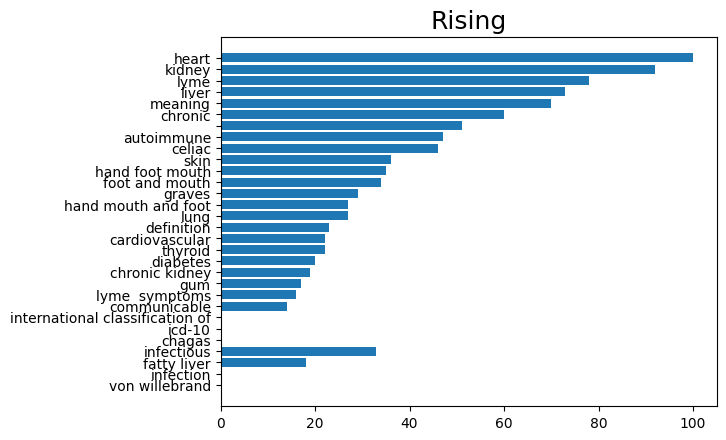 Rising
heart
kidney
lyme
liver
meaning
chronic
autoimmune
celiac
skin
hand foot mouth
foot and mouth
graves
hand mouth and foot
lung
definition
cardiovascular
thyroid
diabetes
chronic kidney
gum
lyme  symptoms
communicable
international classification of
icd-10
chagas
infectious
fatty liver
infection
von willebrand
0 20 40 60 80 100